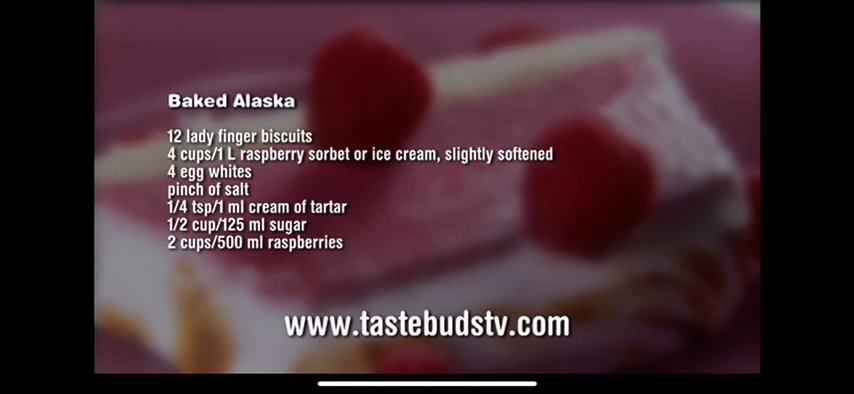 Baked Alaska
12 lady finger biscuits
4 cups/1 L raspberry sorbet or ice cream, slightly softened
4 egg whites
pinch of salt
1/4 tsp/1 ml cream of tartar
1/2 cup/125 ml sugar
2 cups/500 ml raspberries
www.tastebudstv.com